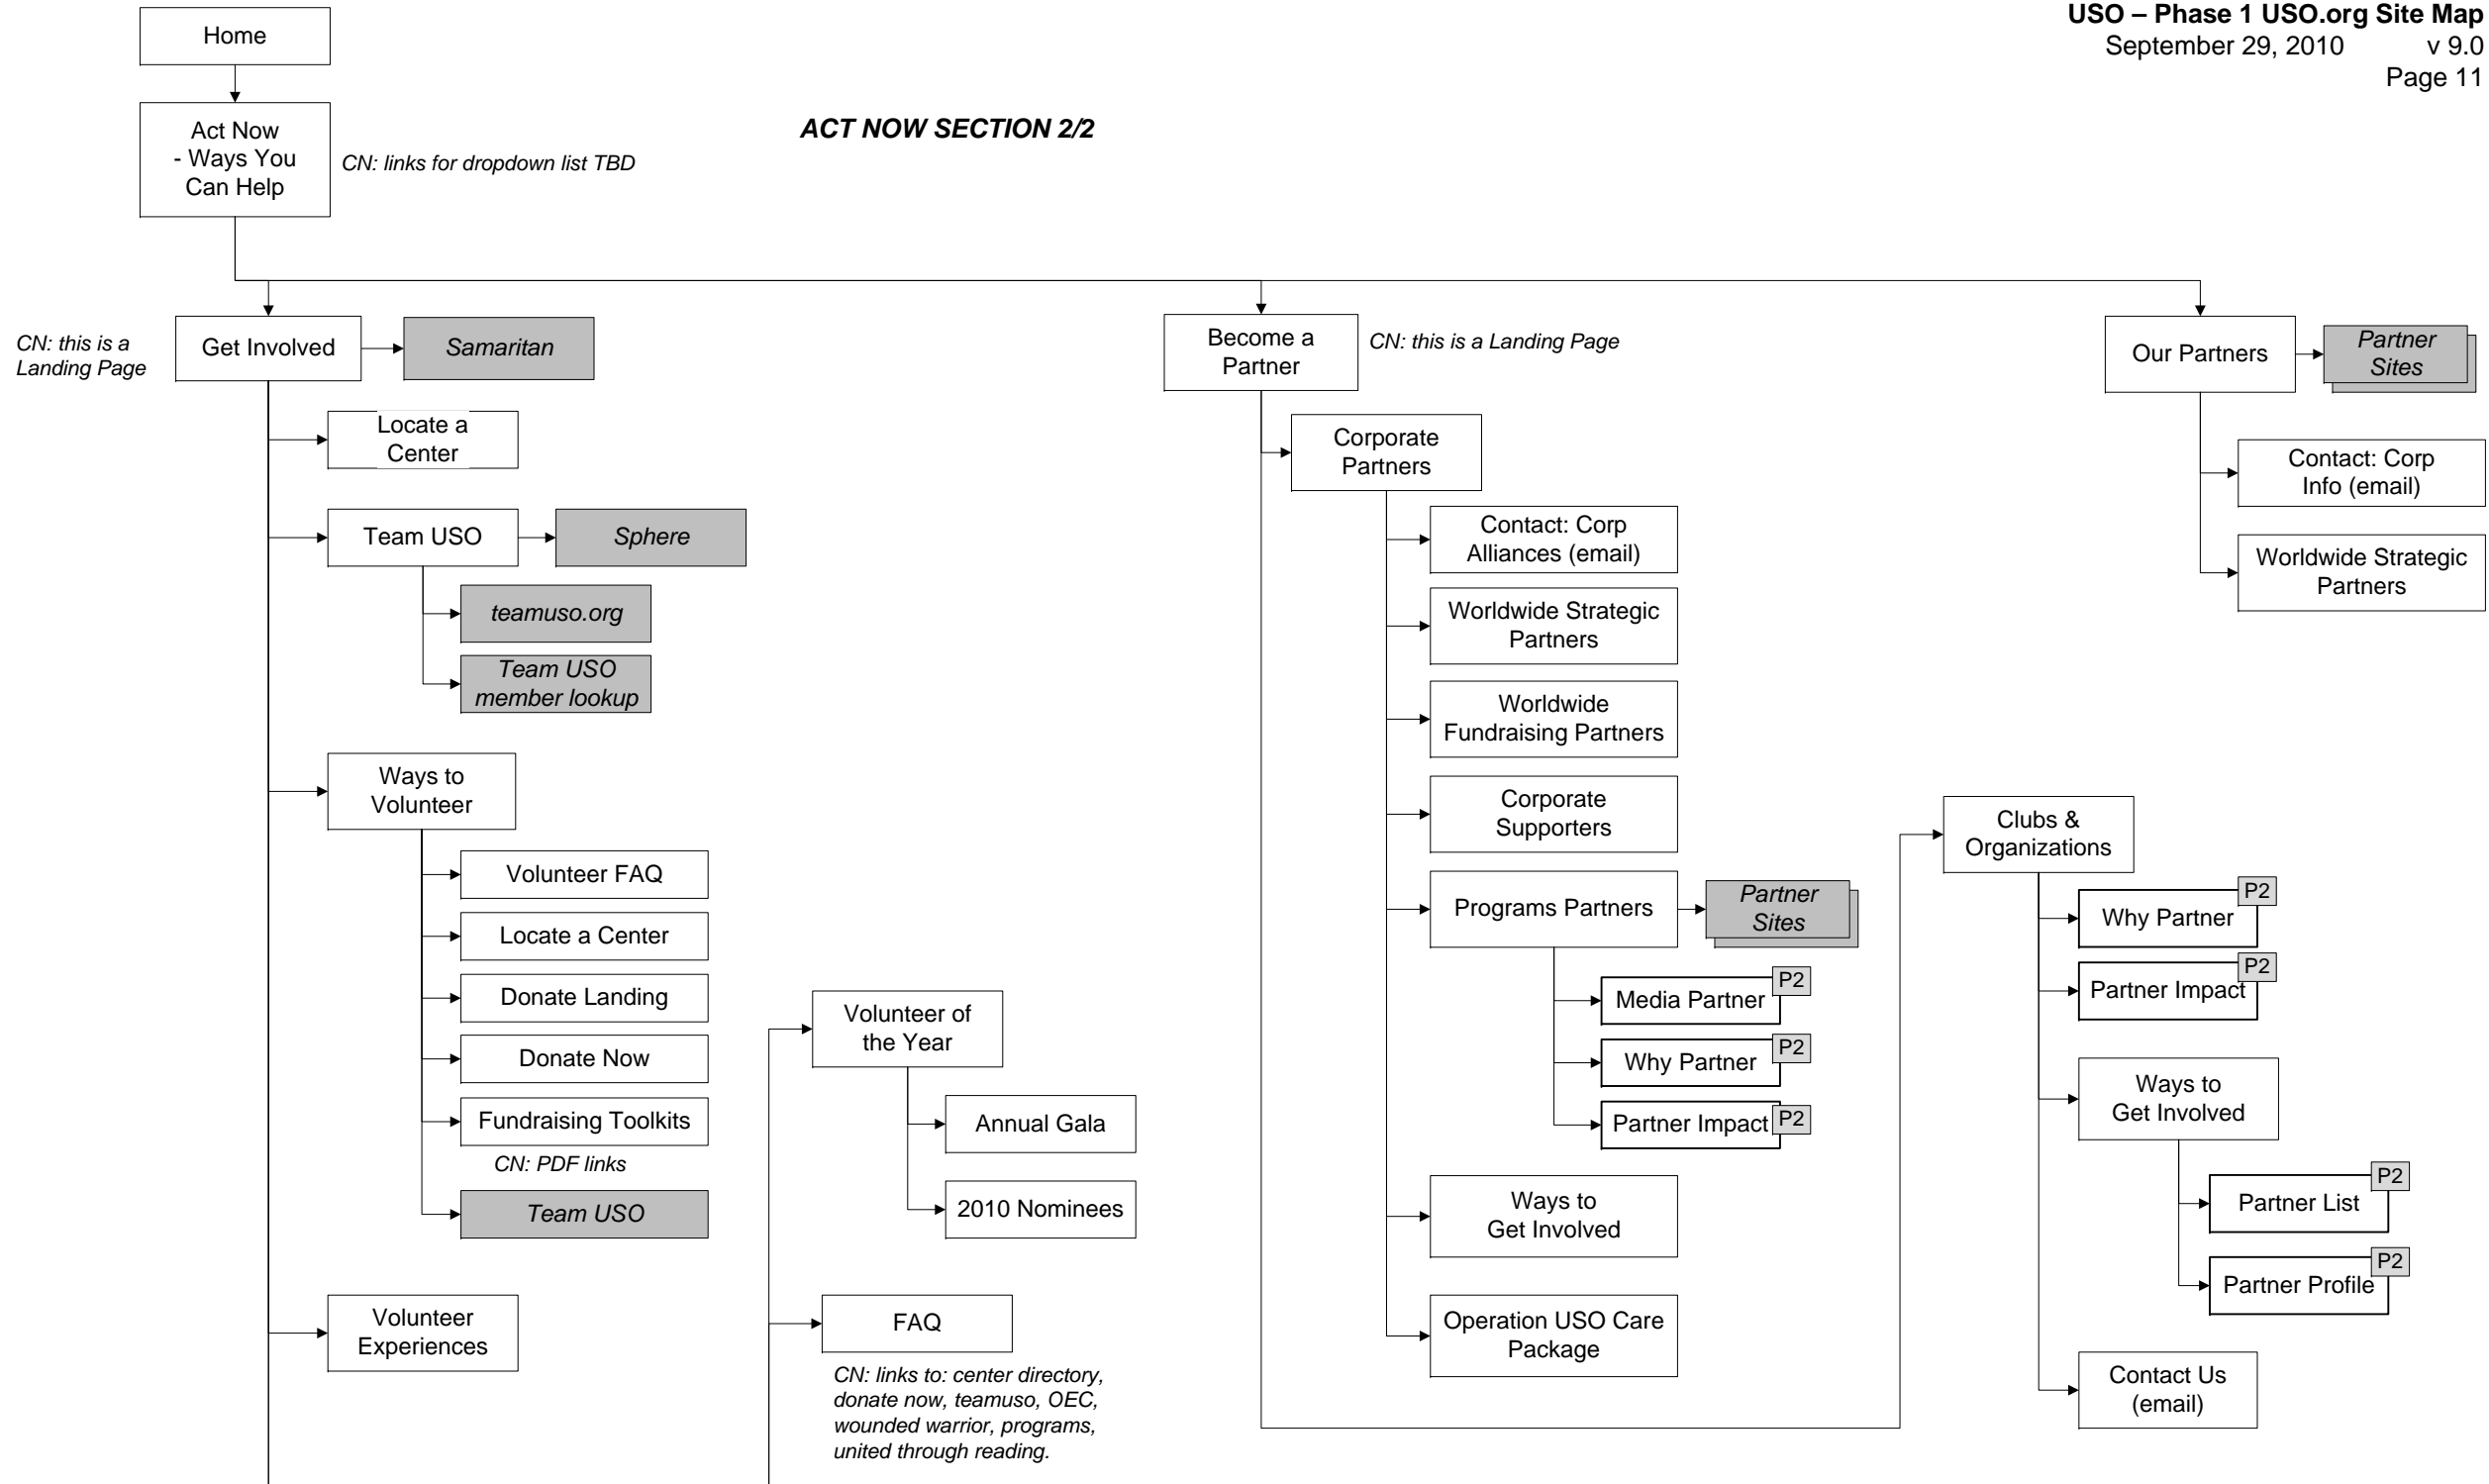 USO – Phase 1 USO.org Site Map
September 29, 2010 v 9.0
Page 11
Home
Act Now
- Ways You
Can Help
CN: links for dropdown list TBD
ACT NOW SECTION 2/2
CN: this is a
Landing Page
Get Involved
Samaritan
Locate a
Center
Team USO
Sphere
teamuso.org
Team USO
member lookup
Ways to
Volunteer
Volunteer FAQ
Locate a Center
Donate Landing
Donate Now
Fundraising Toolkits
CN: PDF links
Team USO
Volunteer
Experiences
Volunteer of
the Year
Annual Gala
2010 Nominees
FAQ
CN: links to: center directory,
donate now, teamuso, OEC,
wounded warrior, programs,
united through reading.
Become a
Partner
CN: this is a Landing Page
Corporate
Partners
Contact: Corp
Alliances (email)
Worldwide Strategic
Partners
Worldwide
Fundraising Partners
Corporate
Supporters
Programs Partners
Partner
Sites
Media Partner
P2
Why Partner
P2
Partner Impact
P2
Ways to
Get Involved
Operation USO Care
Package
Clubs &
Organizations
Why Partner
P2
Partner Impact
P2
Ways to
Get Involved
Partner List
P2
Partner Profile
P2
Contact Us
(email)
Our Partners
Partner
Sites
Contact: Corp
Info (email)
Worldwide Strategic
Partners